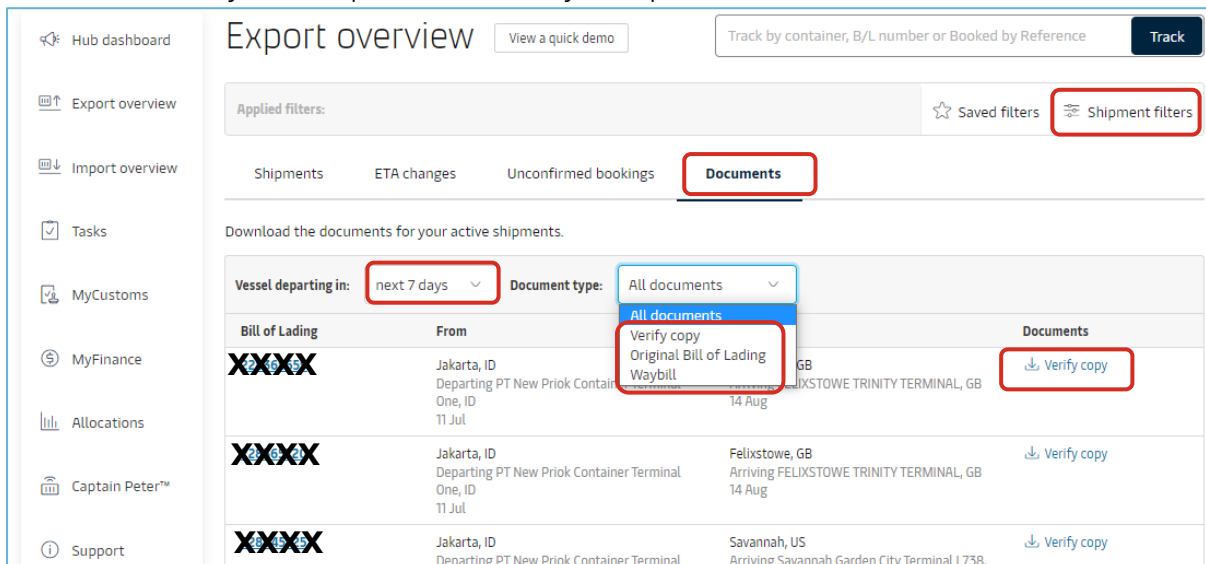 Hub dashboard
Export overview
Import overview
Tasks
MyCustoms
MyFinance
Allocations
Captain Peter™
Support
Export overview
View a quick demo
Track by container, B/L number or Booked by Reference
Track
Applied filters:
Saved filters
Shipment filters
Shipments
ETA changes
Unconfirmed bookings
Documents
Download the documents for your active shipments.
Vessel departing in:
next 7 days
Document type:
All documents
All documents
Verify copy
Original Bill of Lading
Waybill
Bill of Lading
From
Documents
XXXX
Jakarta, ID
Departing PT New Priok Container Terminal
One, ID
11 Jul
GB
Arriving FELIXSTOWE TRINITY TERMINAL, GB
14 Aug
Verify copy
XXXX
Jakarta, ID
Departing PT New Priok Container Terminal
One, ID
11 Jul
Felixstowe, GB
Arriving FELIXSTOWE TRINITY TERMINAL, GB
14 Aug
Verify copy
XXXX
Jakarta, ID
Departing PT New Priok Container Terminal
Savannah, US
Arriving Savannah Garden City Terminal L738,
Verify copy